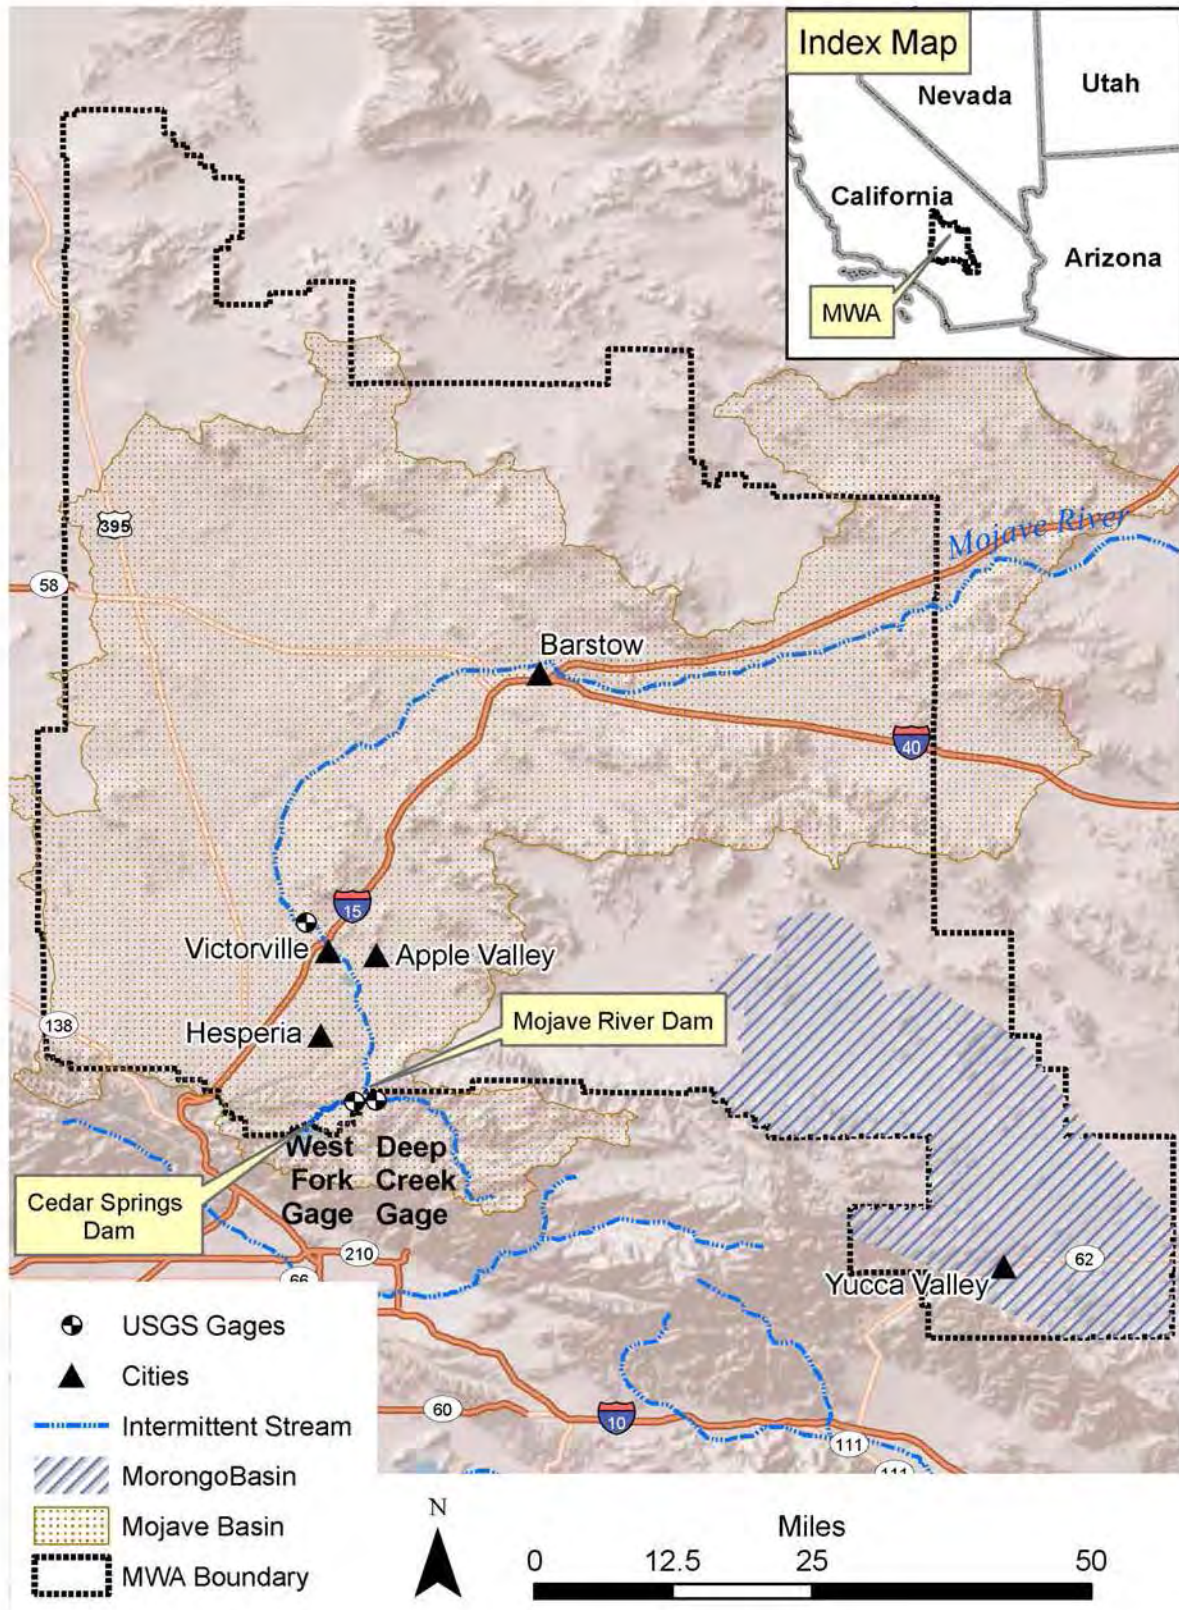 Index Map
Nevada
Utah
California
Arizona
MWA
395
58
Mojave River
Barstow
40
15
Victorville
Apple Valley
138
Hesperia
Mojave River Dam
West
Fork
Gage
Deep
Creek
Gage
Cedar Springs
Dam
210
66
62
Yucca Valley
60
10
111
111
USGS Gages
Cities
Intermittent Stream
MorongoBasin
Mojave Basin
MWA Boundary
N
Miles
0 12.5 25 50